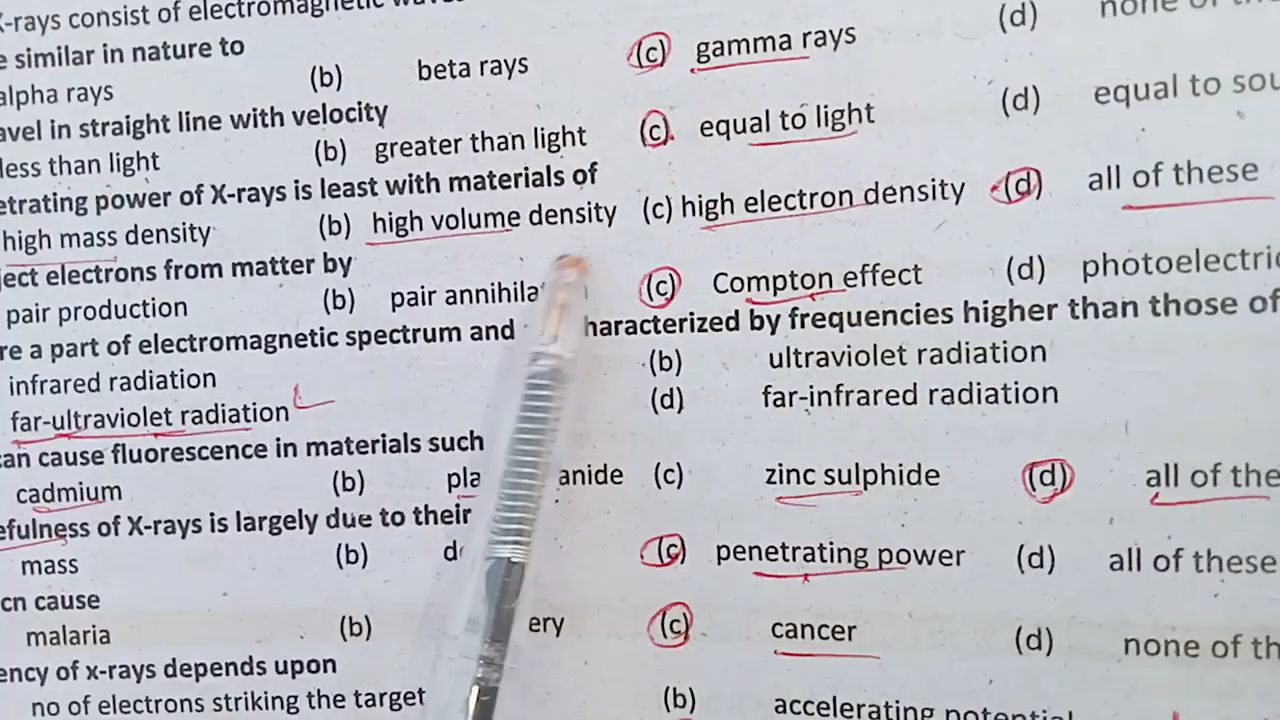 X-rays consist of electromagnetic
(d) none
e similar in nature to
alpha rays (b) beta rays (c) gamma rays
avel in straight line with velocity
less than light (b) greater than light (c) equal to light (d) equal to sou
etrating power of X-rays is least with materials of
high mass density (b) high volume density (c) high electron density (d) all of these
ject electrons from matter by
pair production (b) pair annihila (c) Compton effect (d) photoelectric
re a part of electromagnetic spectrum and haracterized by frequencies higher than those of
infrared radiation (b) ultraviolet radiation
far-ultraviolet radiation (d) far-infrared radiation
can cause fluorescence in materials such
cadmium (b) pla anide (c) zinc sulphide (d) all of the
efulness of X-rays is largely due to their
mass (b) d (c) penetrating power (d) all of these
cn cause
malaria (b) ery (c) cancer (d) none of th
ency of x-rays depends upon
no of electrons striking the target (b) accelerating potential